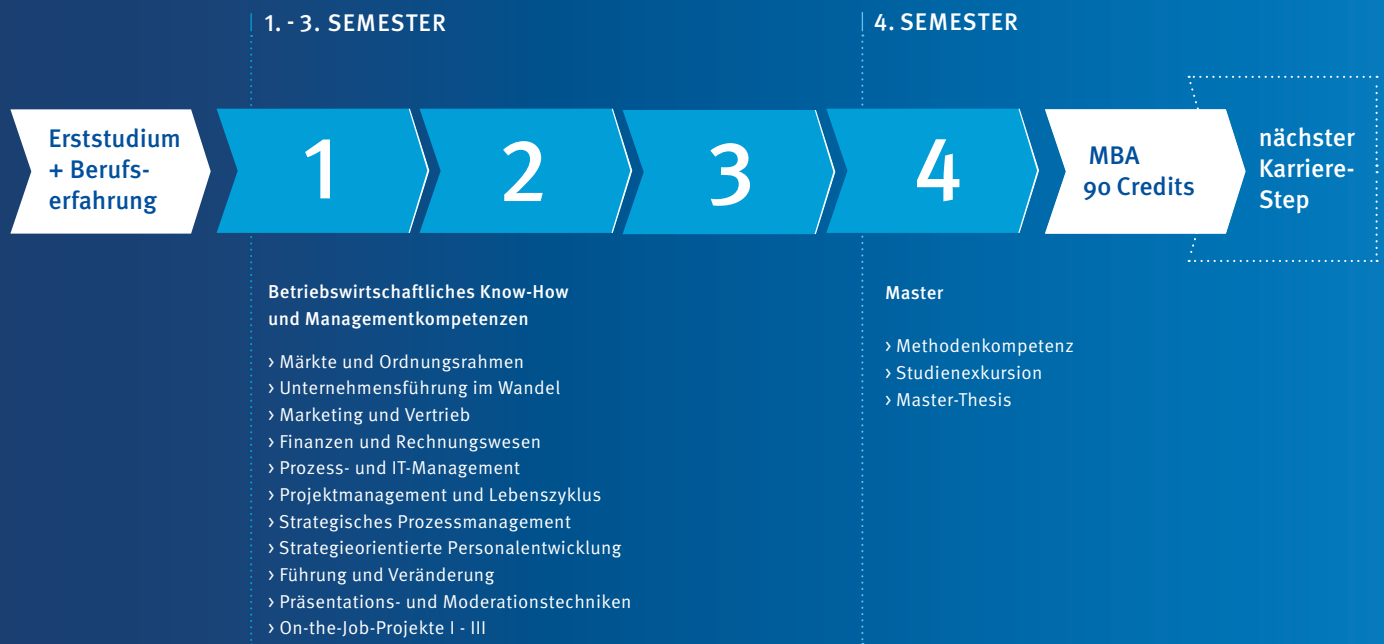 1. - 3. SEMESTER
4. SEMESTER
Erststudium
+ Berufs-
erfahrung
1
2
3
4
MBA
90 Credits
nächster
Karriere-
Step
Betriebswirtschaftliches Know-How
und Managementkompetenzen
› Märkte und Ordnungsrahmen
› Unternehmensführung im Wandel
› Marketing und Vertrieb
› Finanzen und Rechnungswesen
› Prozess- und IT-Management
› Projektmanagement und Lebenszyklus
› Strategisches Prozessmanagement
› Strategieorientierte Personalentwicklung
› Führung und Veränderung
› Präsentations- und Moderationstechniken
› On-the-Job-Projekte I - III
Master
› Methodenkompetenz
› Studienexkursion
› Master-Thesis